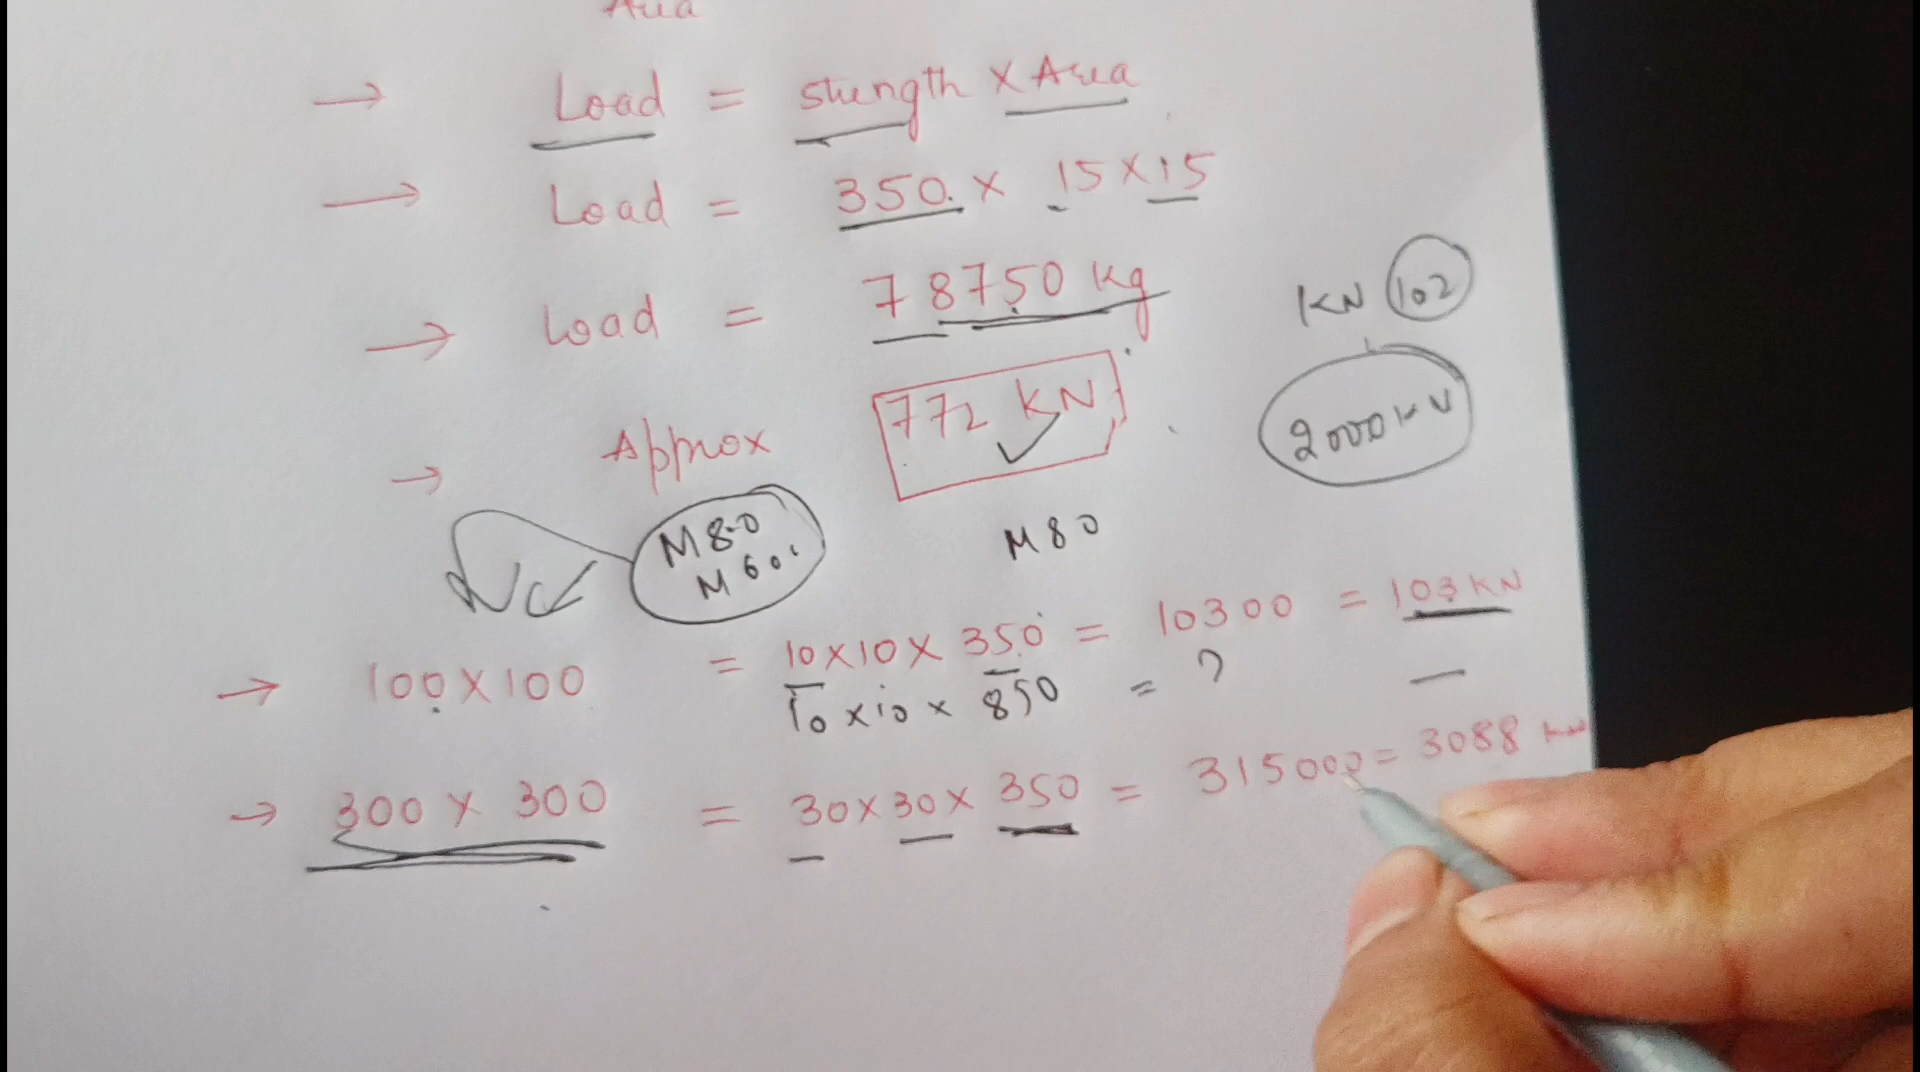 Area
→ Load = strength X Area
→ Load = 350 X 15 X 15
→ Load = 78750 kg
KN 102
→ Approx 772 KN
2000 KN
M80
M60
M80
→ 100 X 100 = 10 X 10 X 350 = 10300 = 103 KN
10 X 10 X 850 = ?
→ 300 X 300 = 30 X 30 X 350 = 315000 = 3088 KN